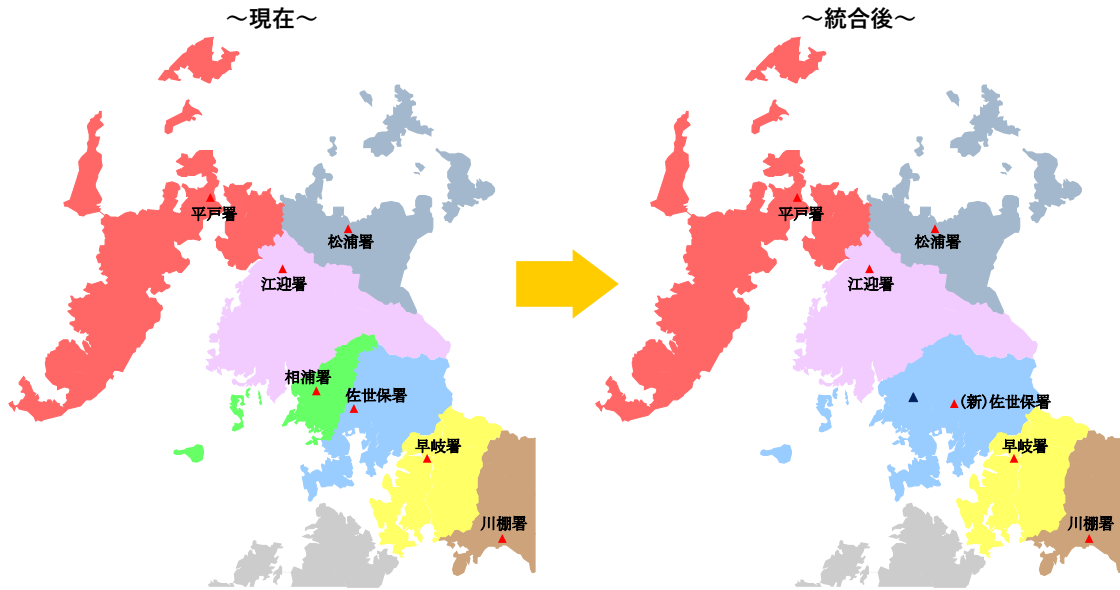 ～現在～
平戸署
松浦署
江迎署
相浦署
佐世保署
早岐署
川棚署
～統合後～
平戸署
松浦署
江迎署
(新)佐世保署
早岐署
川棚署